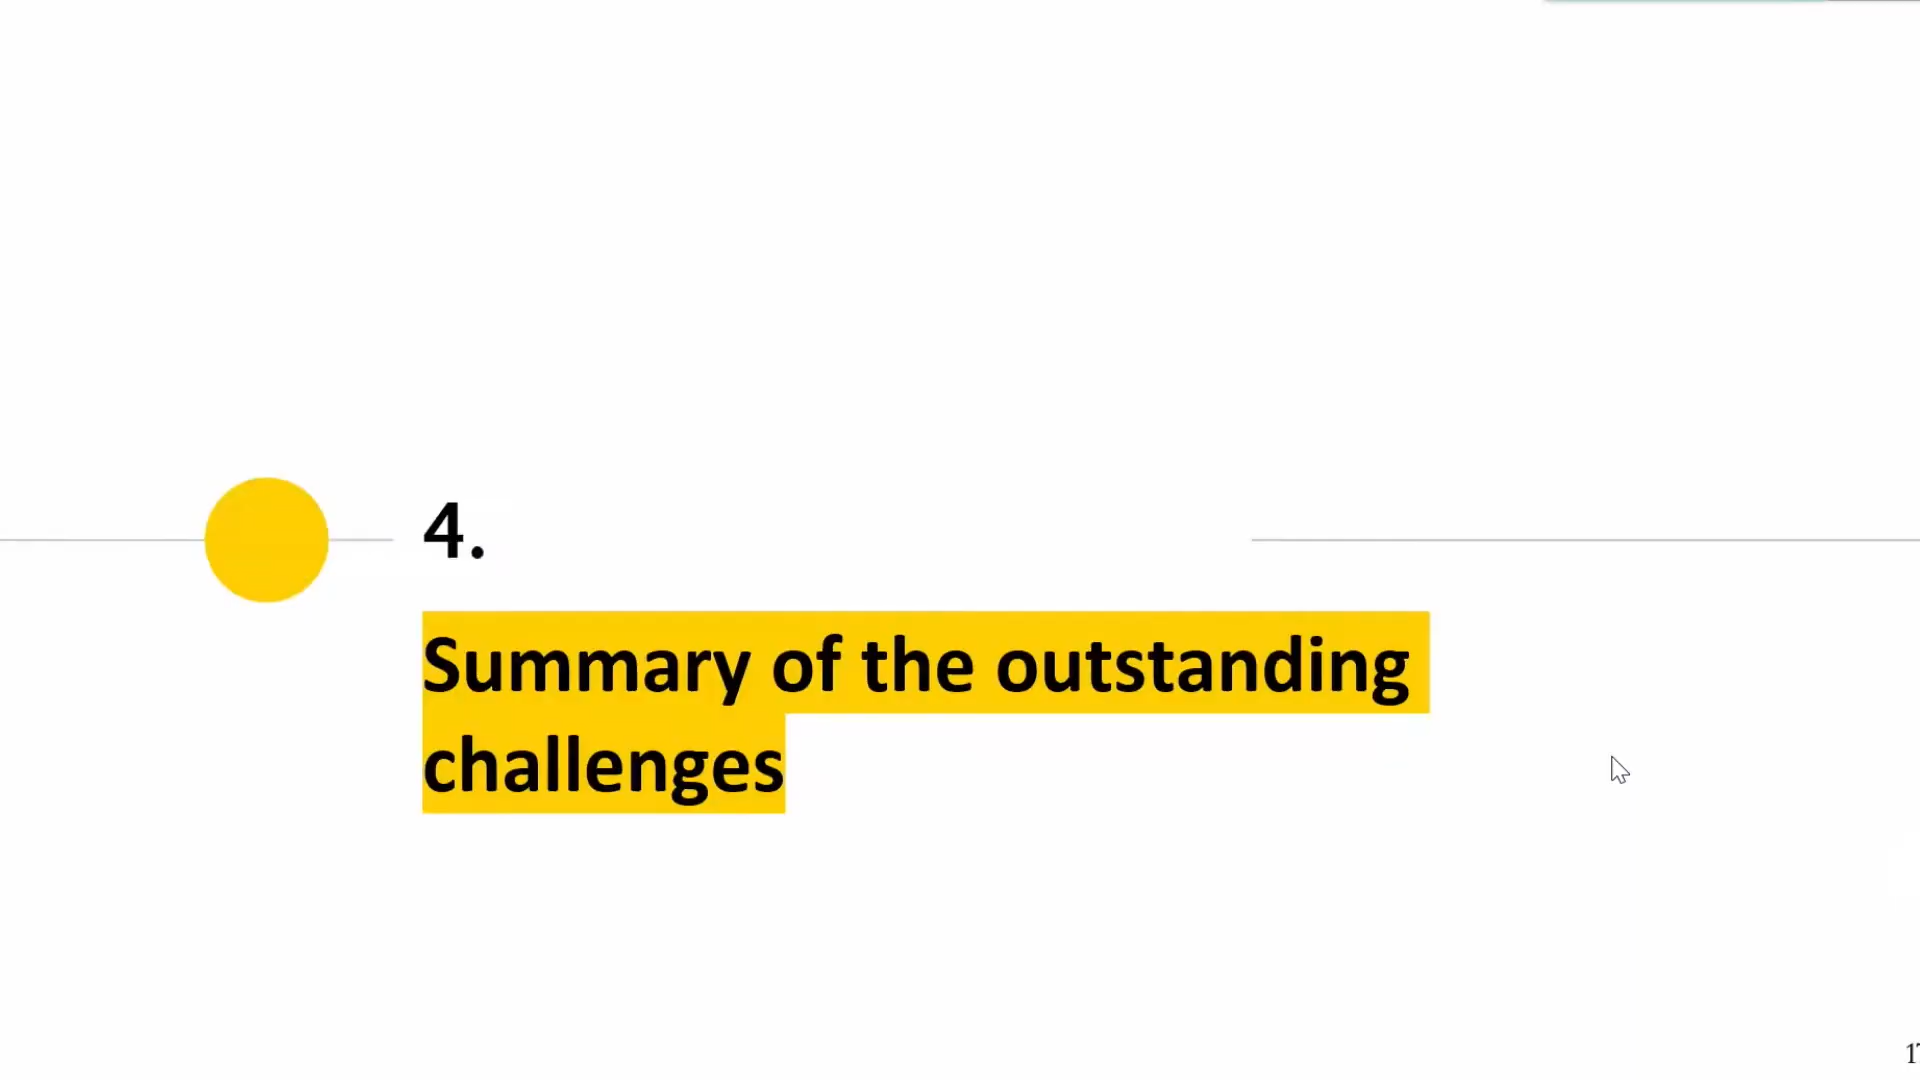 4.
Summary of the outstanding
challenges